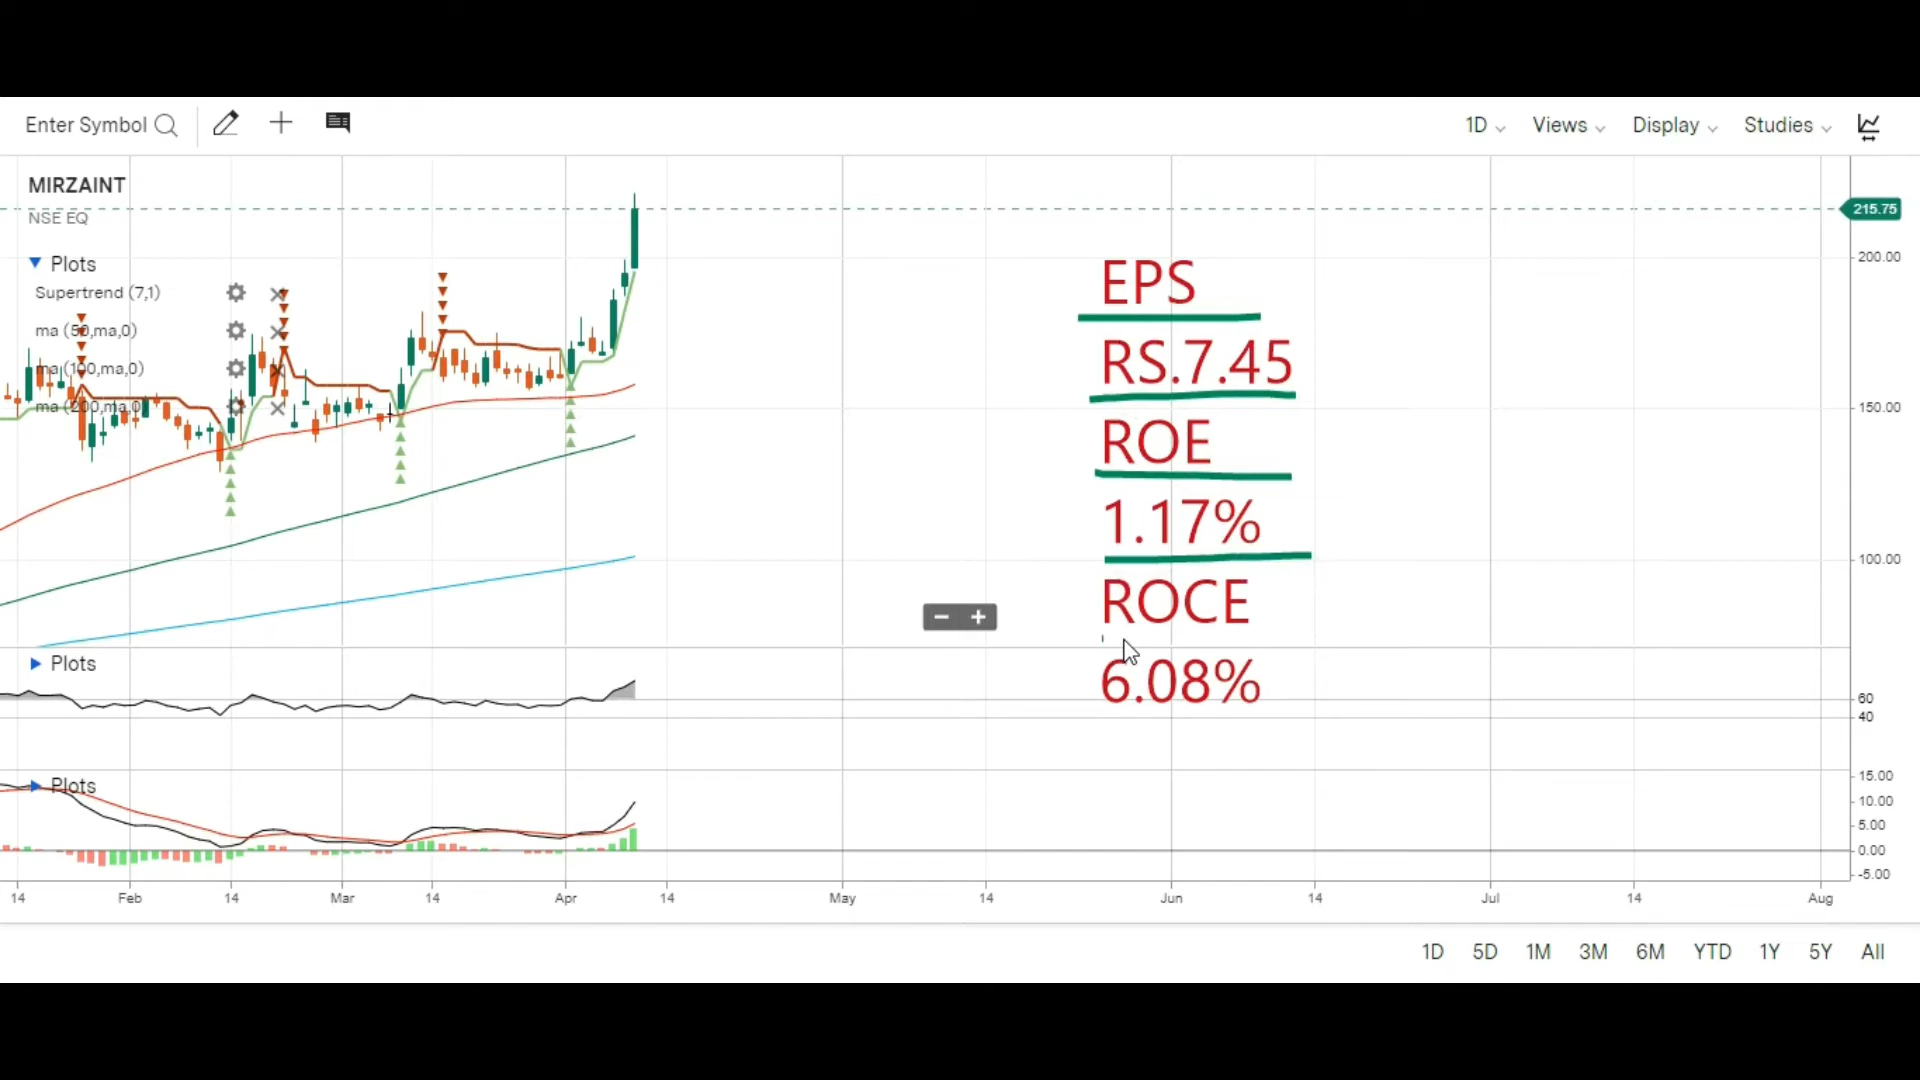 Enter Symbol
1D Views Display Studies
MIRZAINT
NSE EQ
Plots
Supertrend (7,1)
ma (50,ma,0)
ma (100,ma,0)
ma (200,ma,0)
215.75
200.00
150.00
100.00
EPS
RS.7.45
ROE
1.17%
ROCE
6.08%
Plots
60
40
Plots
15.00
10.00
5.00
0.00
-5.00
14 Feb 14 Mar 14 Apr 14 May 14 Jun 14 Jul 14 Aug
1D 5D 1M 3M 6M YTD 1Y 5Y All